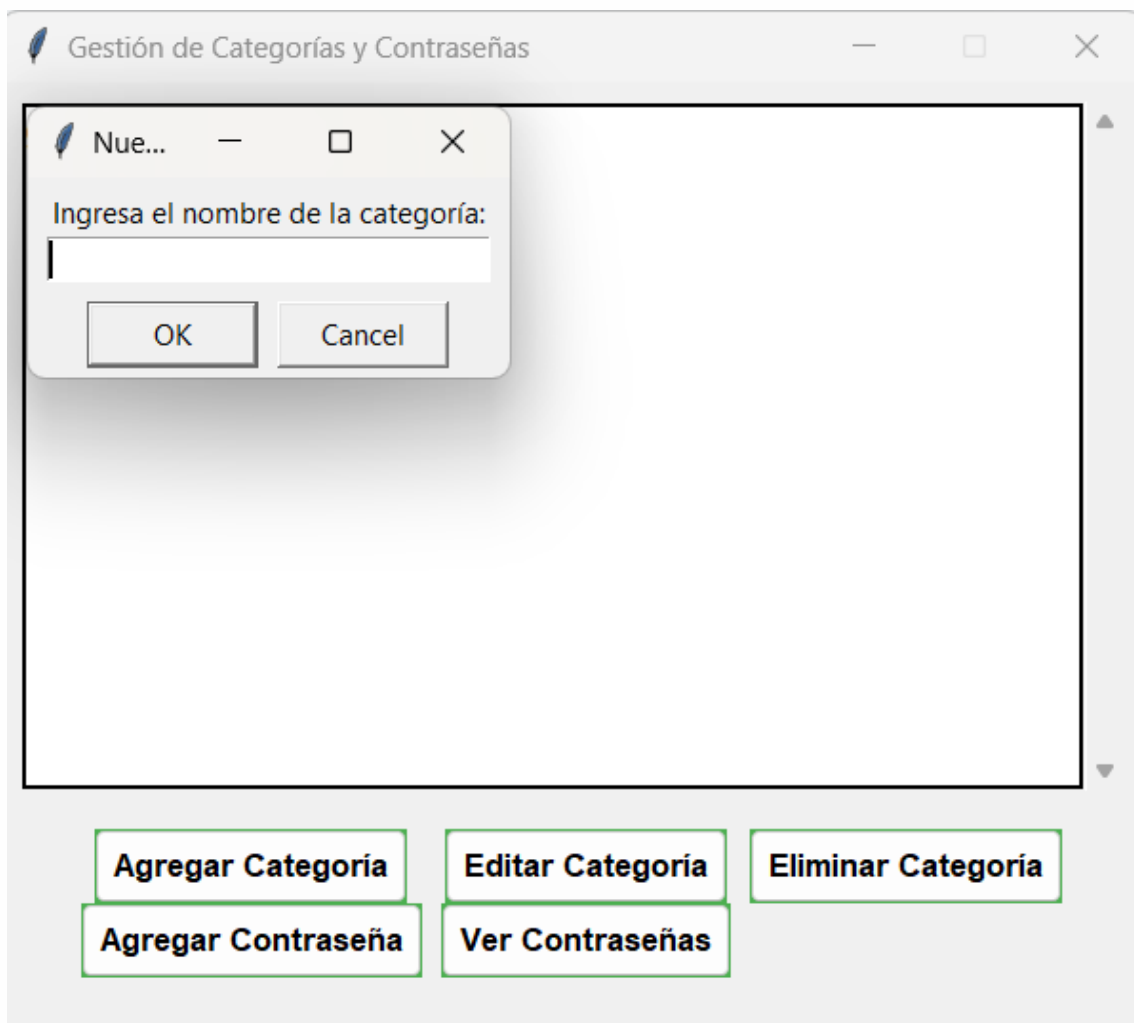 Gestión de Categorías y Contraseñas
Nue...
Ingresa el nombre de la categoría:
OK Cancel
Agregar Categoría Editar Categoría Eliminar Categoría
Agregar Contraseña Ver Contraseñas